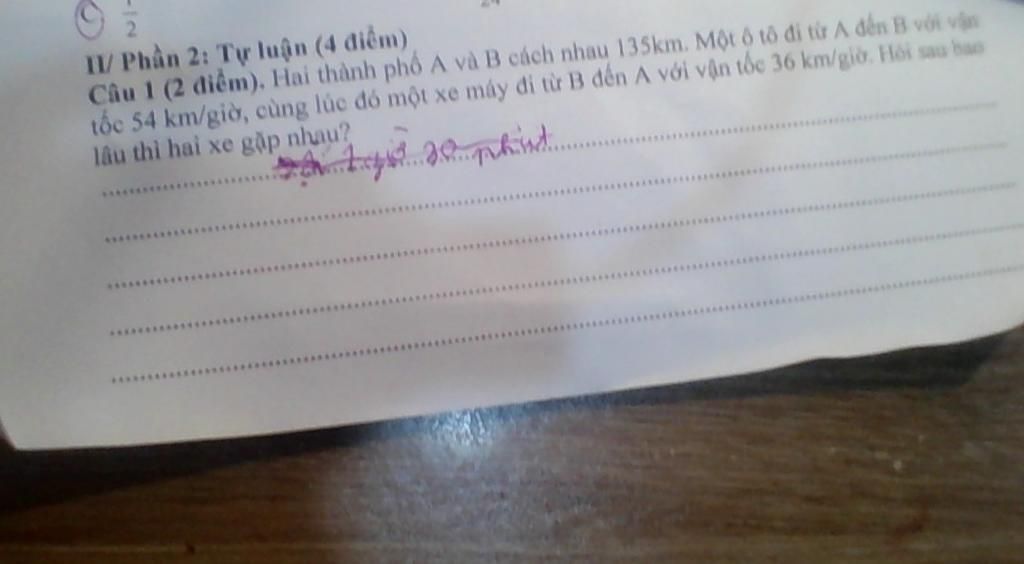 C 1/2
II/ Phần 2: Tự luận (4 điểm)
Câu 1 (2 điểm). Hai thành phố A và B cách nhau 135km. Một ô tô đi từ A đến B với vận
tốc 54 km/giờ, cùng lúc đó một xe máy đi từ B đến A với vận tốc 36 km/giờ. Hỏi sau bao
lâu thì hai xe gặp nhau?
1 giờ 30 phút